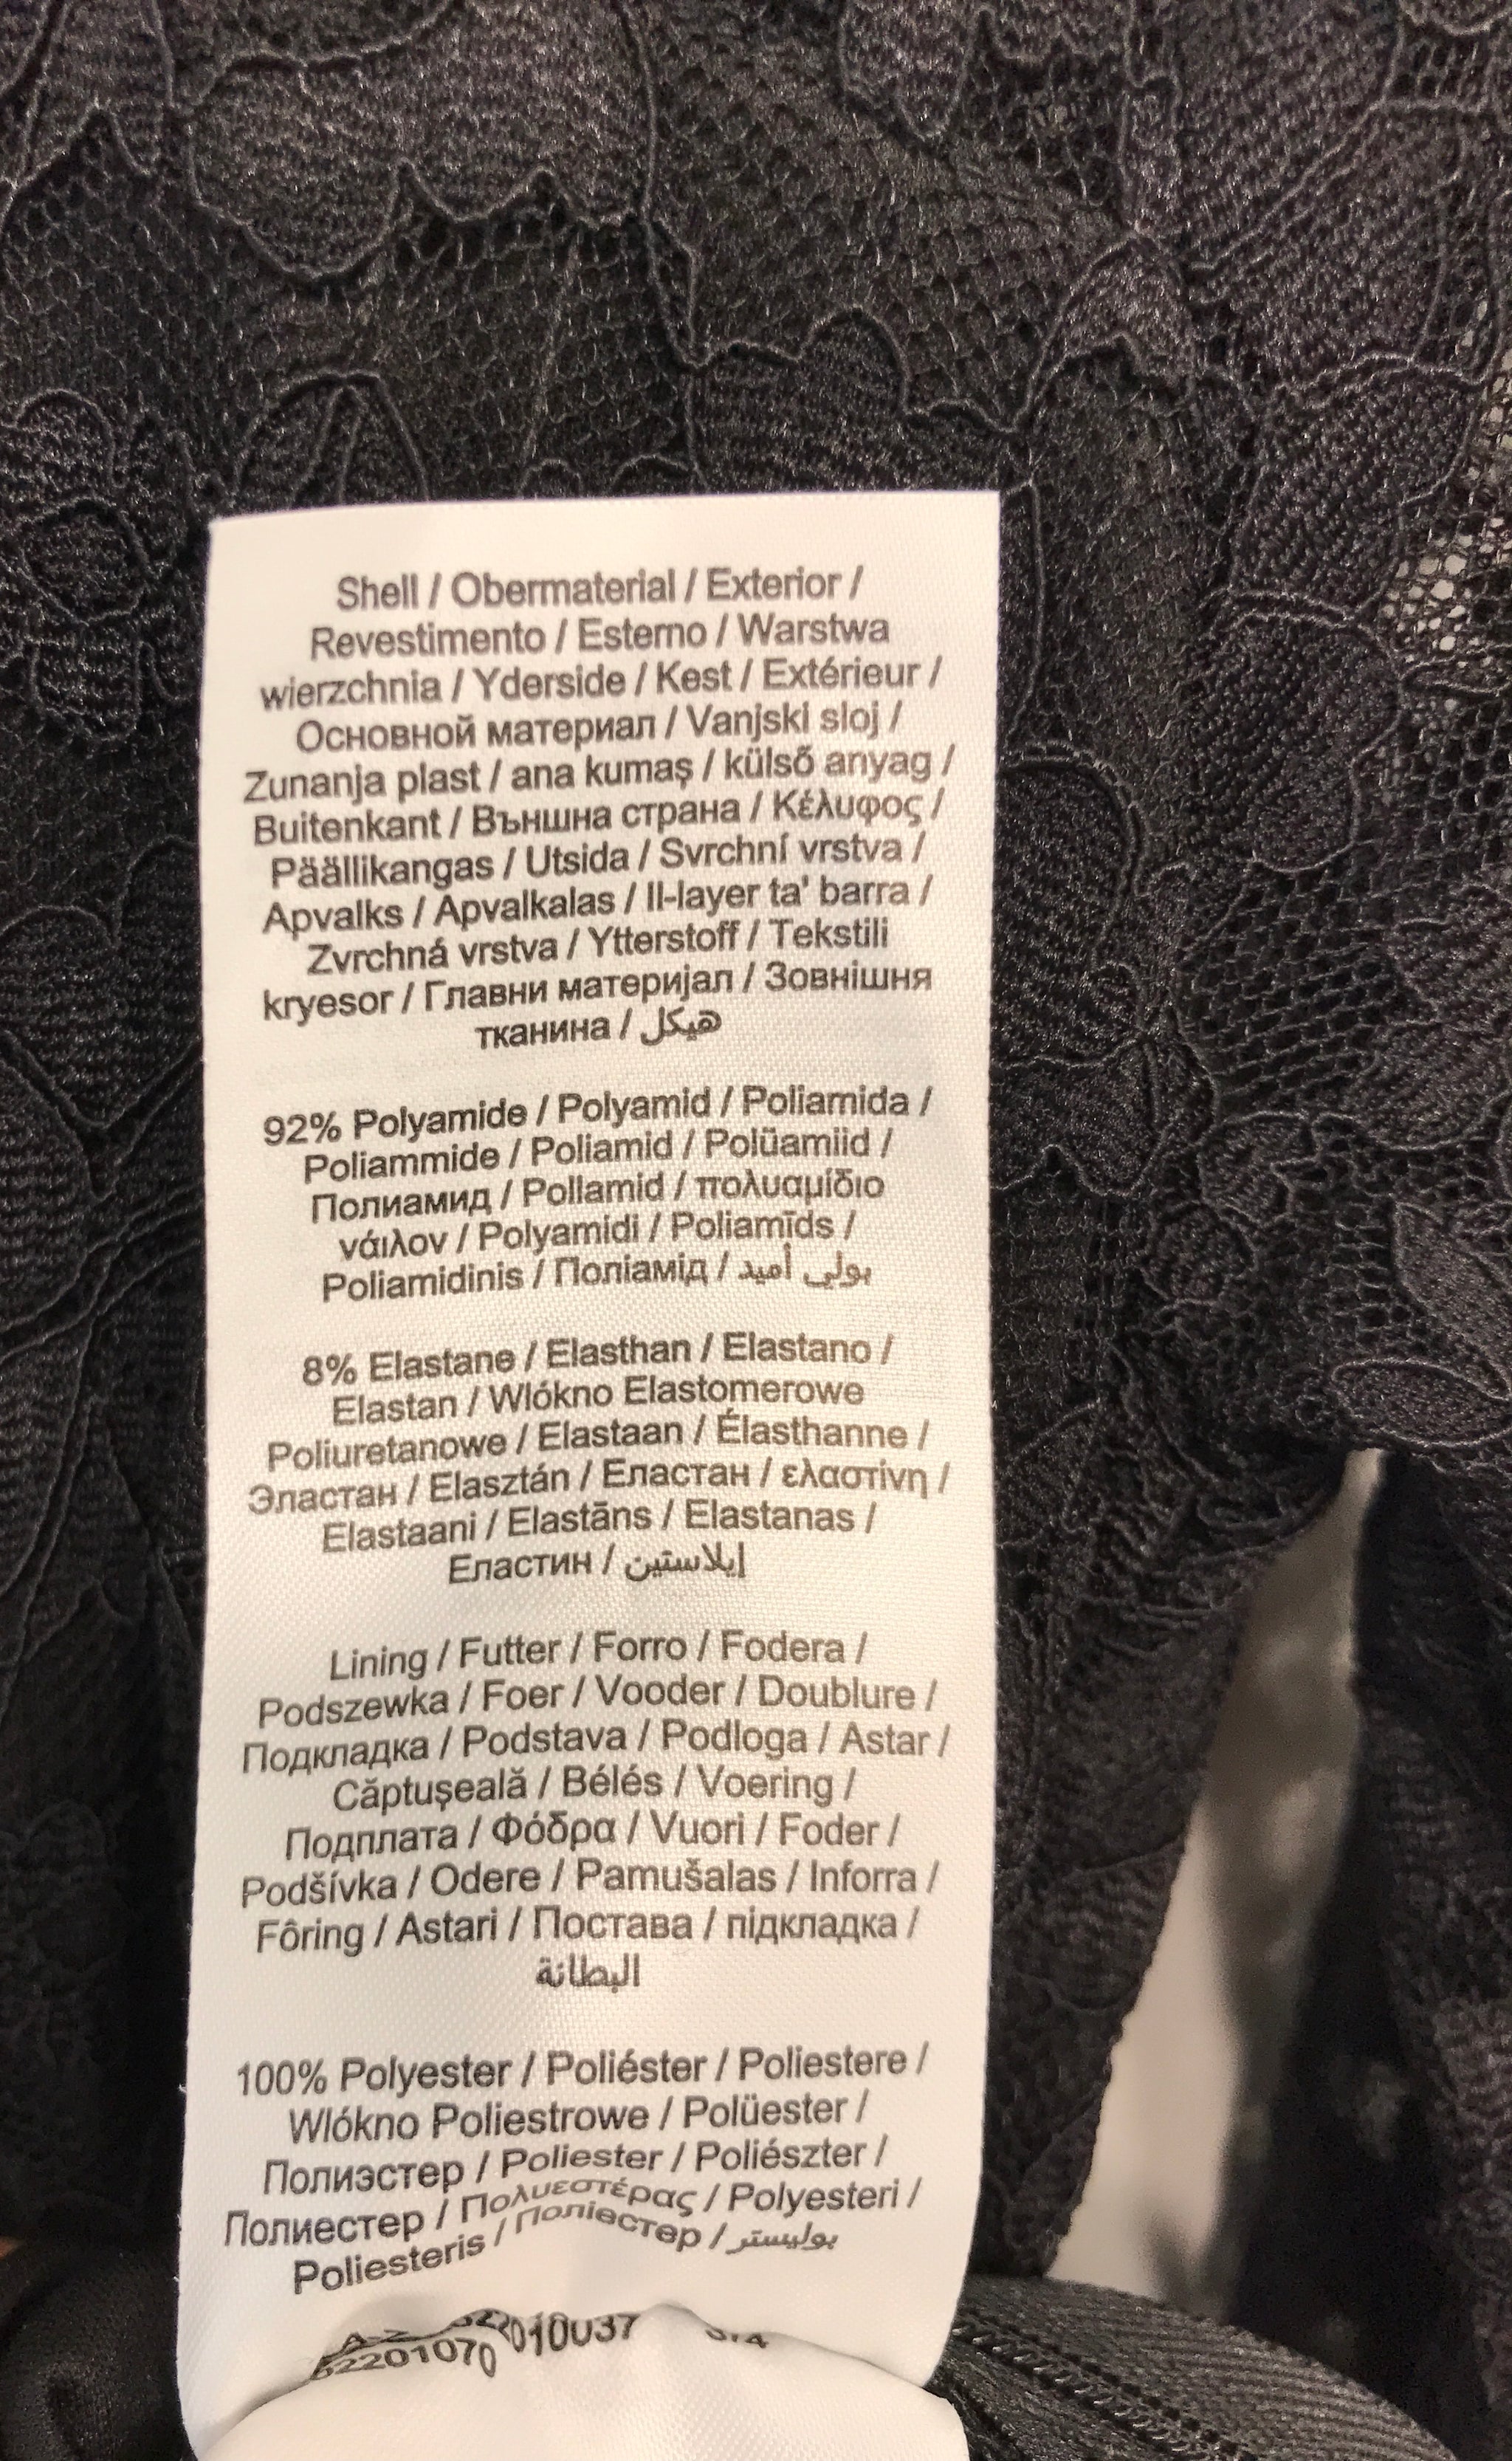 Shell / Obermaterial / Exterior /
Revestimento / Esterno / Warstwa
wierzchnia / Yderside / Kest / Extérieur /
Основной материал / Vanjski sloj /
Zunanja plast / ana kumaş / külső anyag /
Buitenkant / Външна страна / Κέλυφος /
Päällikangas / Utsida / Svrchní vrstva /
Apvalks / Apvalkalas / Il-layer ta' barra /
Zvrchná vrstva / Ytterstoff / Tekstili
kryesor / Главни материјал / Зовнішня
тканина / هيكل
92% Polyamide / Polyamid / Poliamida /
Poliammide / Poliamid / Polüamiid /
Полиамид / Poliamid / πολυαμίδιο
νάιλον / Polyamidi / Poliamīds /
Poliamidinis / Поліамід / بولي أميد
8% Elastane / Elasthan / Elastano /
Elastan / Wlókno Elastomerowe
Poliuretanowe / Elastaan / Élasthanne /
Эластан / Elasztán / Еластан / ελαστίνη /
Elastaani / Elastāns / Elastanas /
Еластин / إيلاستين
Lining / Futter / Forro / Fodera /
Podszewka / Foer / Vooder / Doublure /
Подкладка / Podstava / Podloga / Astar /
Căptuşeală / Bélés / Voering /
Подплата / Φόδρα / Vuori / Foder /
Podšívka / Odere / Pamušalas / Inforra /
Fôring / Astari / Постава / підкладка /
البطانة
100% Polyester / Poliéster / Poliestere /
Wlókno Poliestrowe / Polüester /
Полиэстер / Poliester / Poliészter /
Полиестер / Πολυεστέρας / Polyesteri /
Poliesteris / Поліестер / بوليستر